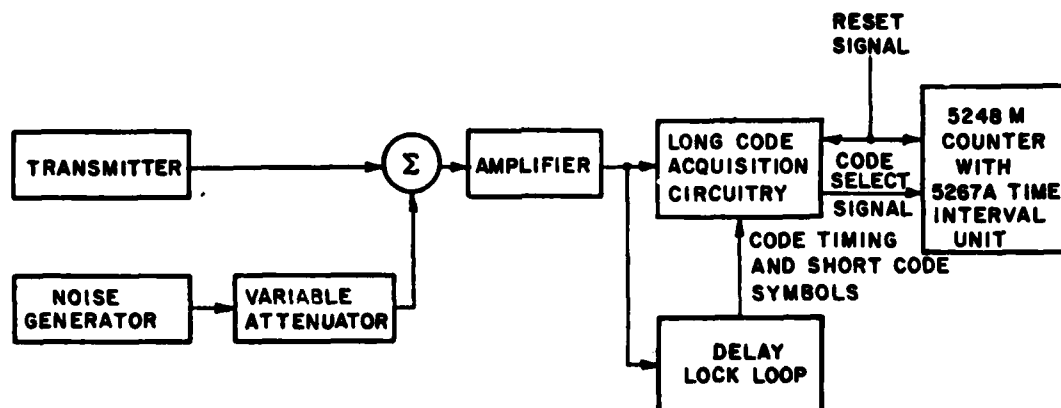 RESET
SIGNAL
TRANSMITTER
Σ
AMPLIFIER
LONG CODE
ACQUISITION
CIRCUITRY
CODE
SELECT
SIGNAL
5248 M
COUNTER
WITH
5267A TIME
INTERVAL
UNIT
NOISE
GENERATOR
VARIABLE
ATTENUATOR
CODE TIMING
AND SHORT CODE
SYMBOLS
DELAY
LOCK LOOP